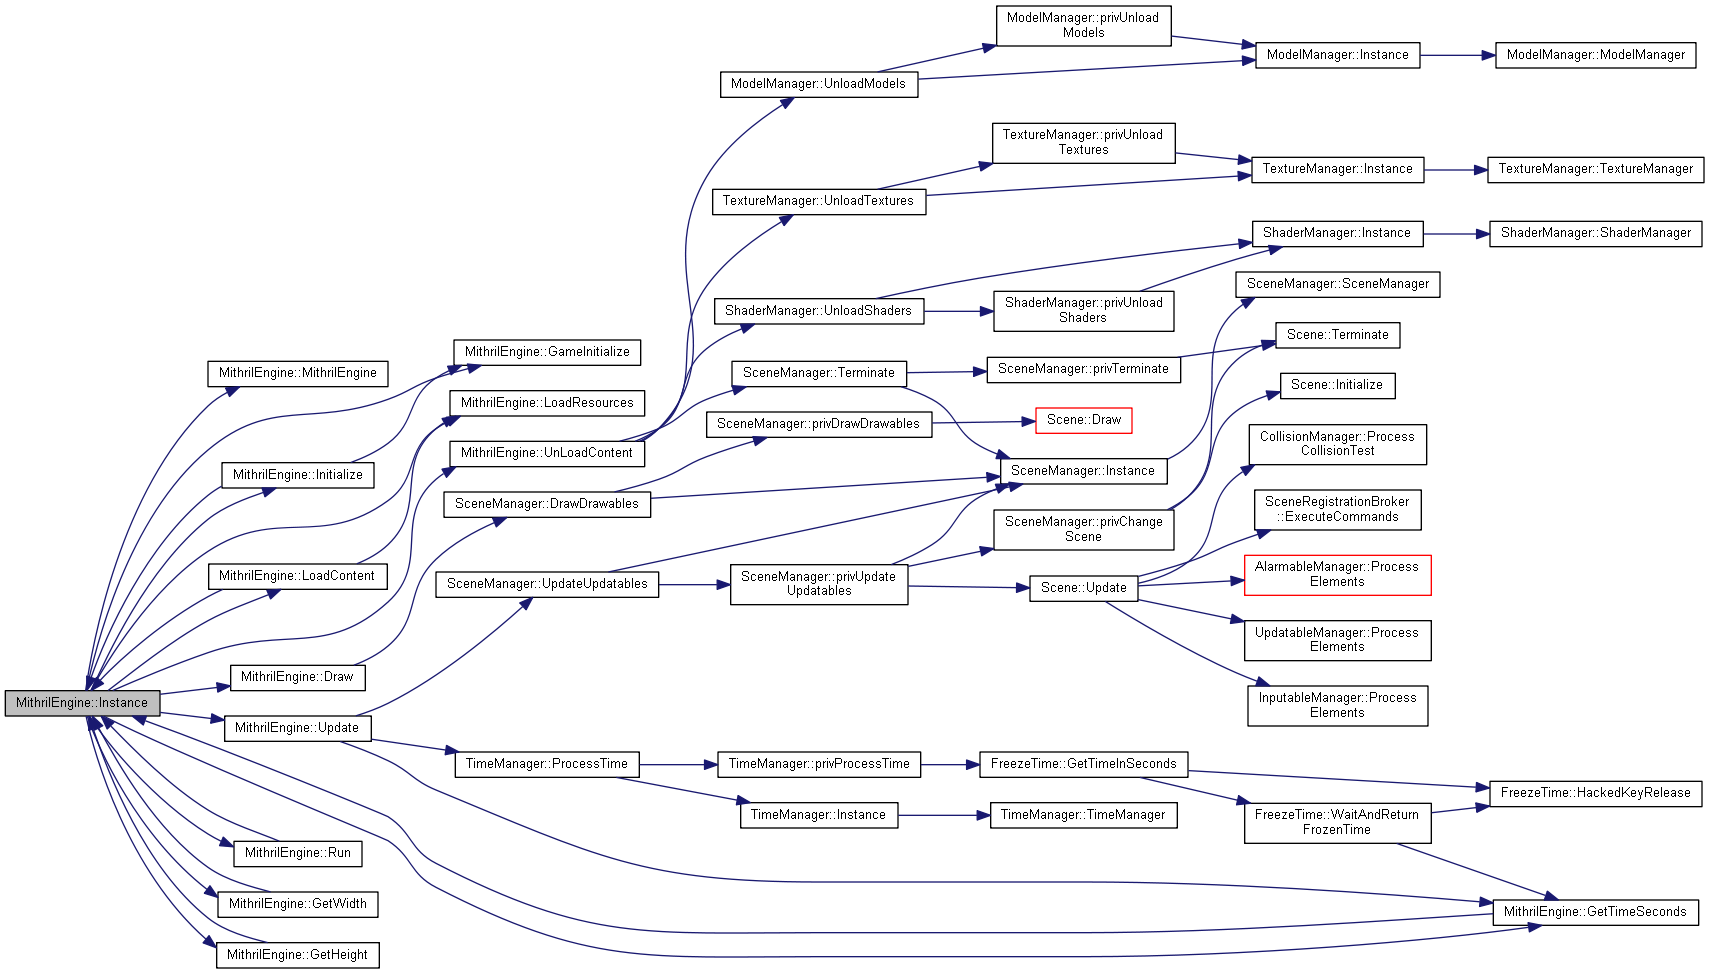 ModelManager::privUnload
Models
ModelManager::Instance
ModelManager::ModelManager
ModelManager::UnloadModels
TextureManager::privUnload
Textures
TextureManager::Instance
TextureManager::TextureManager
TextureManager::UnloadTextures
ShaderManager::Instance
ShaderManager::ShaderManager
SceneManager::SceneManager
ShaderManager::UnloadShaders
ShaderManager::privUnload
Shaders
Scene::Terminate
MithrilEngine::GameInitialize
MithrilEngine::MithrilEngine
SceneManager::Terminate
SceneManager::privTerminate
Scene::Initialize
MithrilEngine::LoadResources
SceneManager::privDrawDrawables
Scene::Draw
CollisionManager::Process
CollisionTest
MithrilEngine::UnLoadContent
MithrilEngine::Initialize
SceneManager::Instance
SceneManager::DrawDrawables
SceneRegistrationBroker
::ExecuteCommands
SceneManager::privChange
Scene
MithrilEngine::LoadContent
SceneManager::UpdateUpdatables
SceneManager::privUpdate
Updatables
Scene::Update
AlarmableManager::Process
Elements
UpdatableManager::Process
Elements
MithrilEngine::Draw
InputableManager::Process
Elements
MithrilEngine::Instance
MithrilEngine::Update
TimeManager::ProcessTime
TimeManager::privProcessTime
FreezeTime::GetTimeInSeconds
FreezeTime::HackedKeyRelease
TimeManager::Instance
TimeManager::TimeManager
FreezeTime::WaitAndReturn
FrozenTime
MithrilEngine::Run
MithrilEngine::GetWidth
MithrilEngine::GetTimeSeconds
MithrilEngine::GetHeight